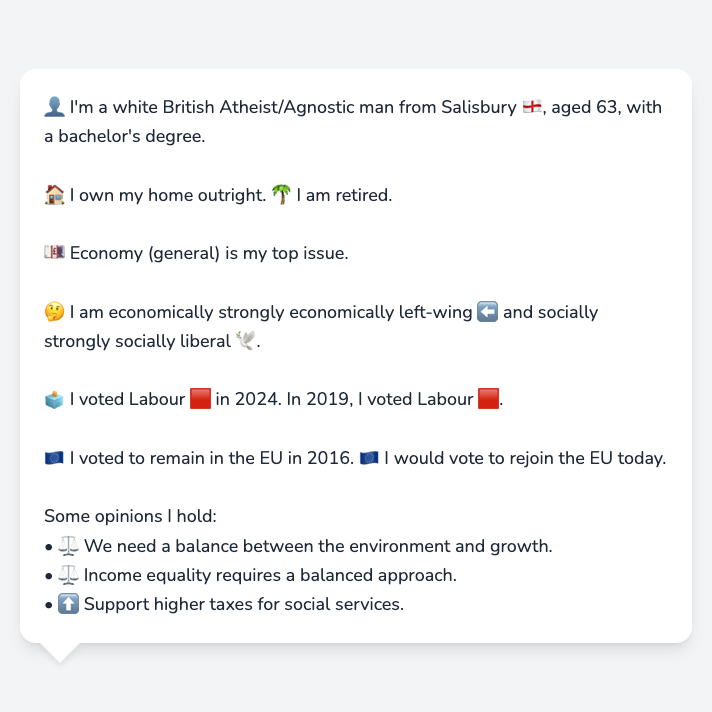 👤 I'm a white British Atheist/Agnostic man from Salisbury 🏴󠁧󠁢󠁥󠁮󠁧󠁿, aged 63, with
a bachelor's degree.
🏠 I own my home outright. 🌴 I am retired.
💷 Economy (general) is my top issue.
🤔 I am economically strongly economically left-wing ⬅️ and socially
strongly socially liberal 🕊️.
🗳️ I voted Labour 🟥 in 2024. In 2019, I voted Labour 🟥.
🇪🇺 I voted to remain in the EU in 2016. 🇪🇺 I would vote to rejoin the EU today.
Some opinions I hold:
• ⚖️ We need a balance between the environment and growth.
• ⚖️ Income equality requires a balanced approach.
• ⬆️ Support higher taxes for social services.